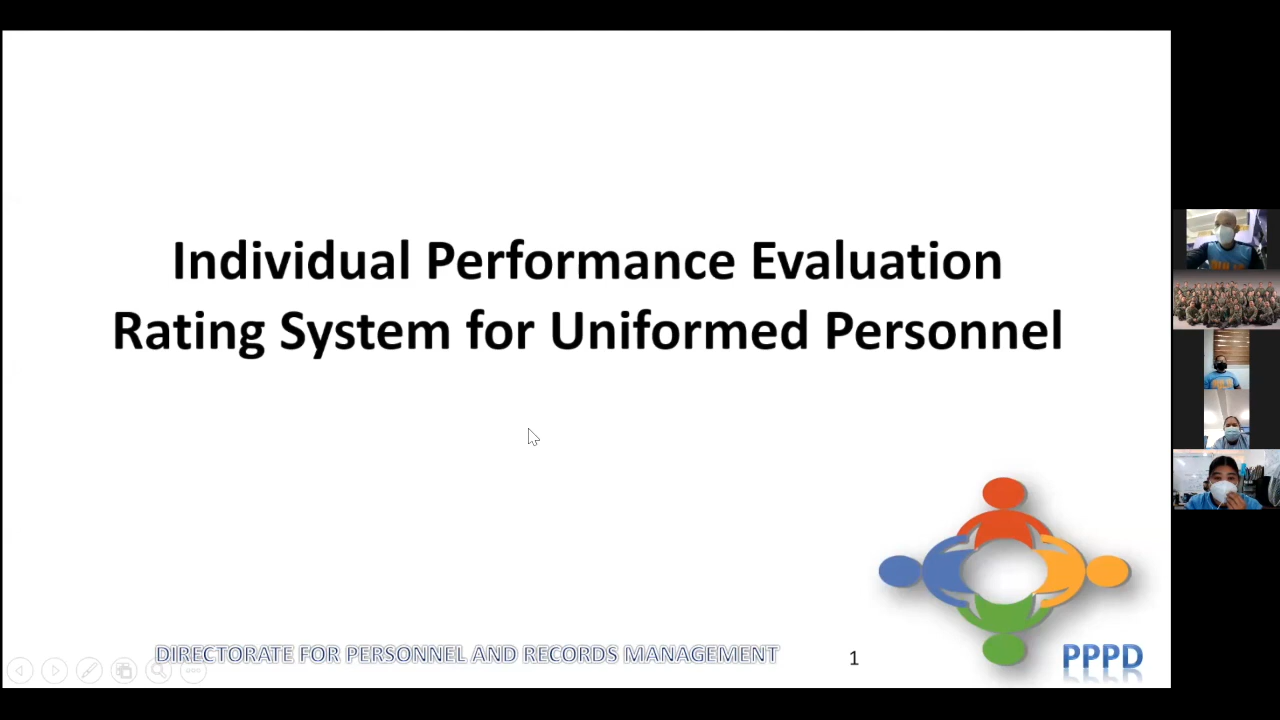 Individual Performance Evaluation
Rating System for Uniformed Personnel
DIRECTORATE FOR PERSONNEL AND RECORDS MANAGEMENT
1
PPPD